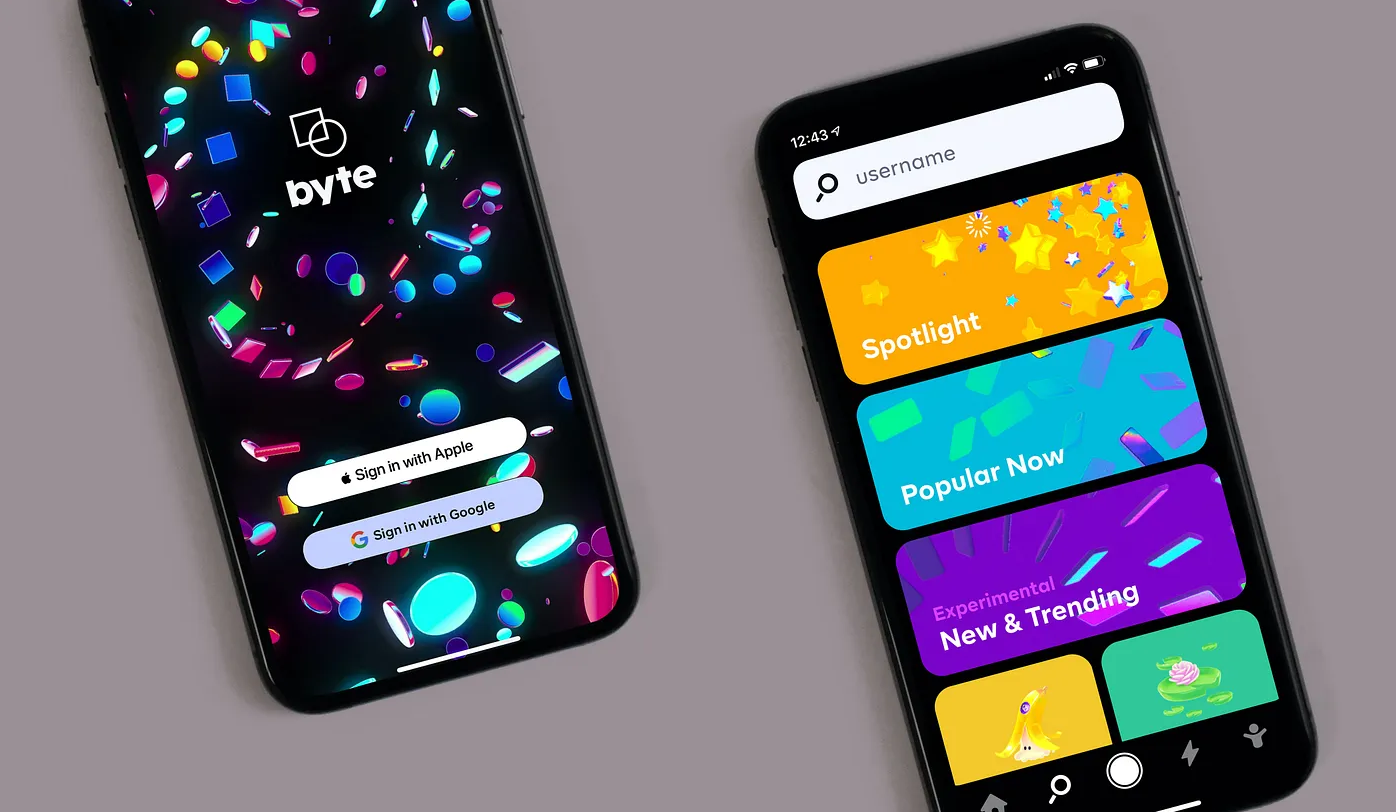 byte
Sign in with Apple
Sign in with Google
12:43
username
Spotlight
Popular Now
Experimental
New & Trending